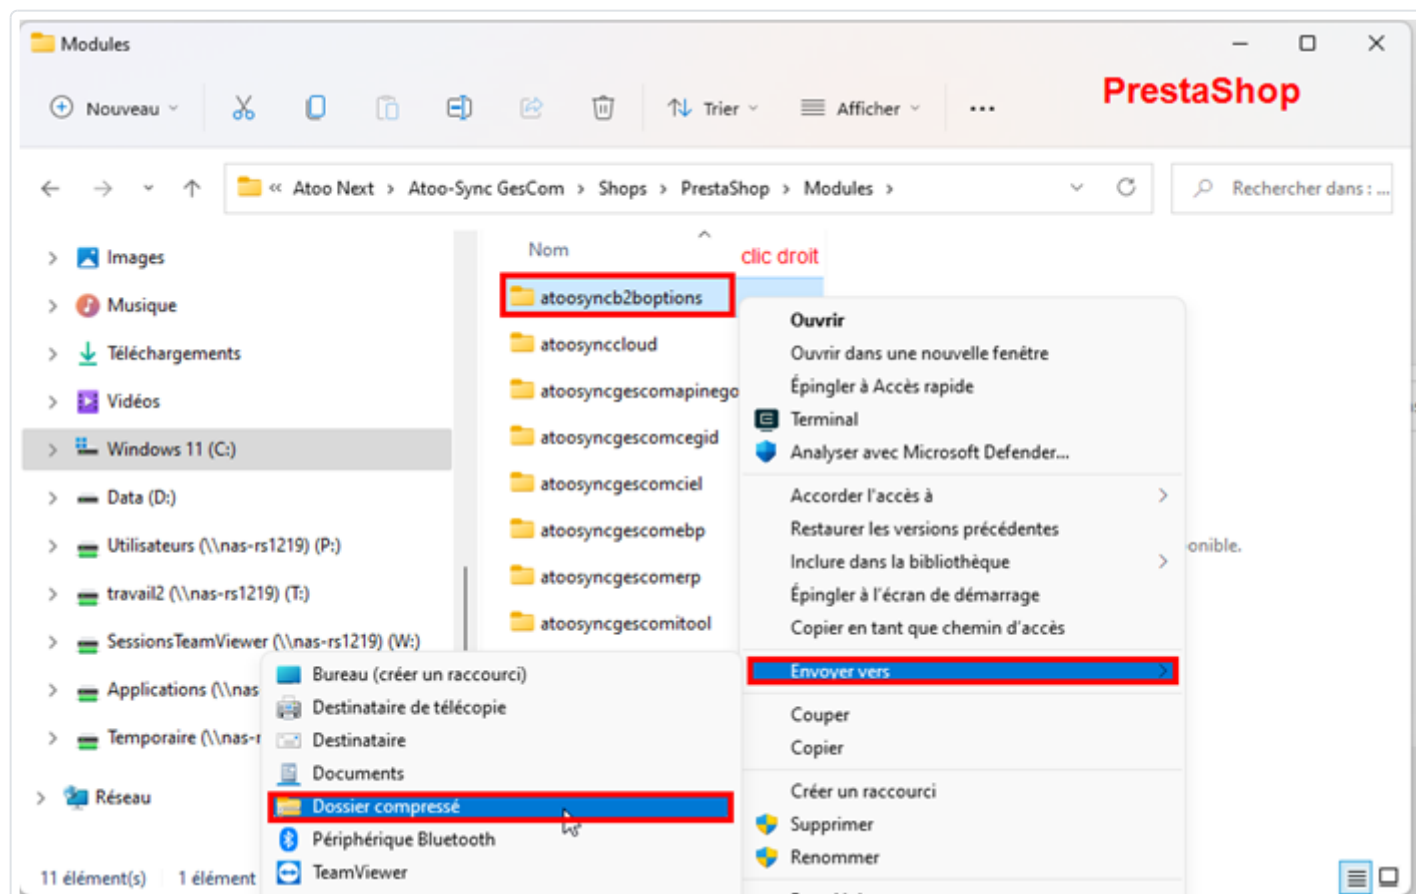 Modules
PrestaShop
Nouveau
Trier
Afficher
« Atoo Next > Atoo-Sync GesCom > Shops > PrestaShop > Modules >
Rechercher dans : ...
Images
Musique
Téléchargements
Vidéos
Windows 11 (C:)
Data (D:)
Utilisateurs (\\nas-rs1219) (P:)
travail2 (\\nas-rs1219) (T:)
SessionsTeamViewer (\\nas-rs1219) (W:)
Applications (\\nas
Temporaire (\\nas-r
Réseau
11 élément(s)
1 élément
Nom
clic droit
atoosyncb2boptions
atoosynccloud
atoosyncgescomapinego
atoosyncgescomcegid
atoosyncgescomciel
atoosyncgescomebp
atoosyncgescomerp
atoosyncgescomitool
Ouvrir
Ouvrir dans une nouvelle fenêtre
Épingler à Accès rapide
Terminal
Analyser avec Microsoft Defender...
Accorder l'accès à
Restaurer les versions précédentes
Inclure dans la bibliothèque
Épingler à l'écran de démarrage
Copier en tant que chemin d'accès
Envoyer vers
Couper
Copier
Créer un raccourci
Supprimer
Renommer
onible.
Bureau (créer un raccourci)
Destinataire de télécopie
Destinataire
Documents
Dossier compressé
Périphérique Bluetooth
TeamViewer